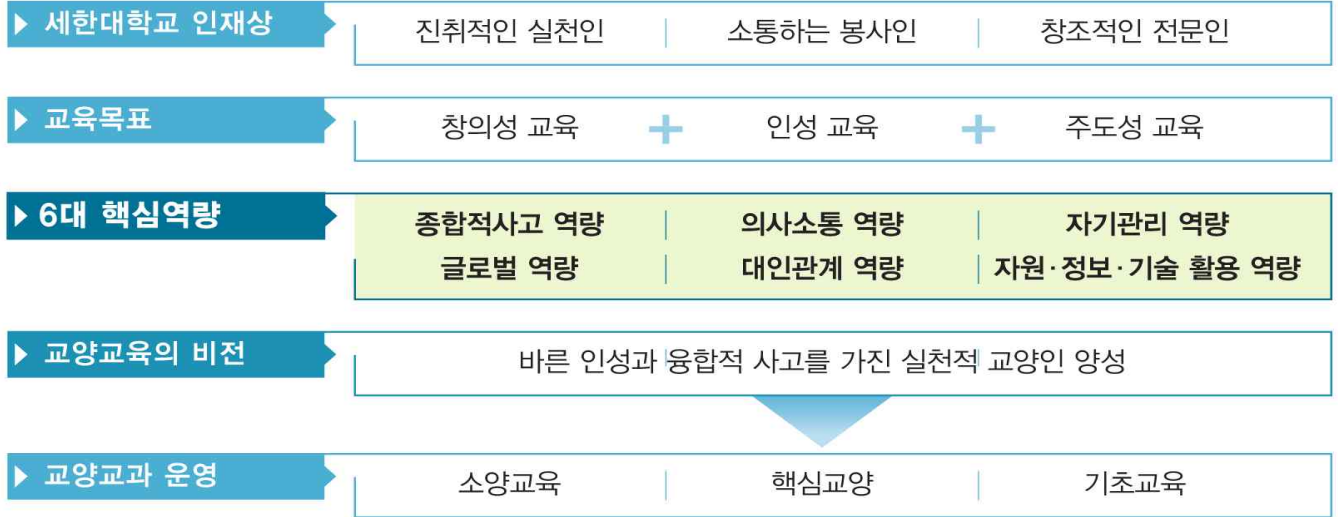 세한대학교 인재상
진취적인 실천인 소통하는 봉사인 창조적인 전문인
교육목표
창의성 교육 + 인성 교육 + 주도성 교육
6대 핵심역량
종합적사고 역량 의사소통 역량 자기관리 역량
글로벌 역량 대인관계 역량 자원·정보·기술 활용 역량
교양교육의 비전
바른 인성과 융합적 사고를 가진 실천적 교양인 양성
교양교과 운영
소양교육 핵심교양 기초교육